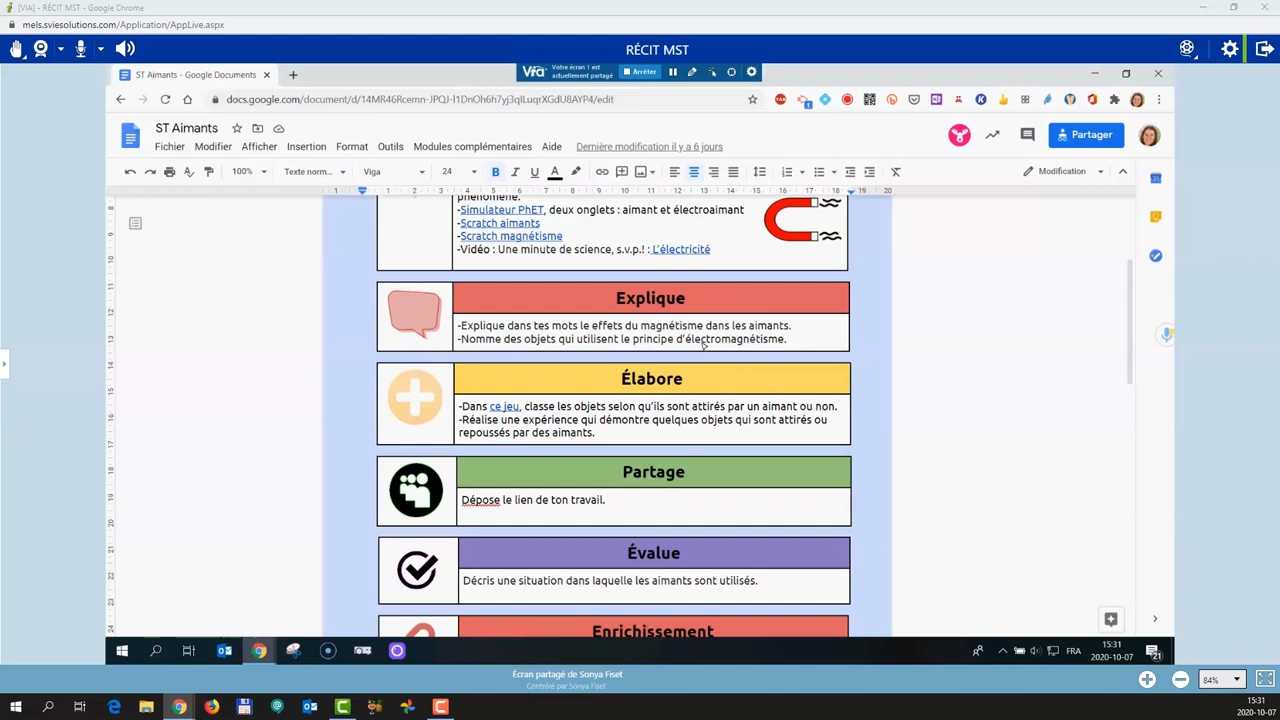 [VIA] - RÉCIT MST - Google Chrome
mels.sviesolutions.com/Application/AppLive.aspx
RÉCIT MST
ST Aimants - Google Documents
Via
Votre écran 1 est
actuellement partagé
Arrêter
docs.google.com/document/d/14MR46Rcemn-JPQJ-l1DnOh6h7yj3qILuqrXGdU8AYP4/edit
ST Aimants
Partager
Fichier Modifier Afficher Insertion Format Outils Modules complémentaires Aide Dernière modification il y a 6 jours
100% Texte norm... Viga 24 Modification
phénomène.
-Simulateur PhET, deux onglets : aimant et électroaimant
-Scratch aimants
-Scratch magnétisme
-Vidéo : Une minute de science, s.v.p.! : L'électricité
Explique
-Explique dans tes mots le effets du magnétisme dans les aimants.
-Nomme des objets qui utilisent le principe d'électromagnétisme.
Élabore
-Dans ce jeu, classe les objets selon qu'ils sont attirés par un aimant ou non.
-Réalise une expérience qui démontre quelques objets qui sont attirés ou
repoussés par des aimants.
Partage
Dépose le lien de ton travail.
Évalue
Décris une situation dans laquelle les aimants sont utilisés.
Enrichissement
FRA
15:31
2020-10-07
21
Écran partagé de Sonya Fiset
Contrôlé par Sonya Fiset
84%
15:31
2020-10-07